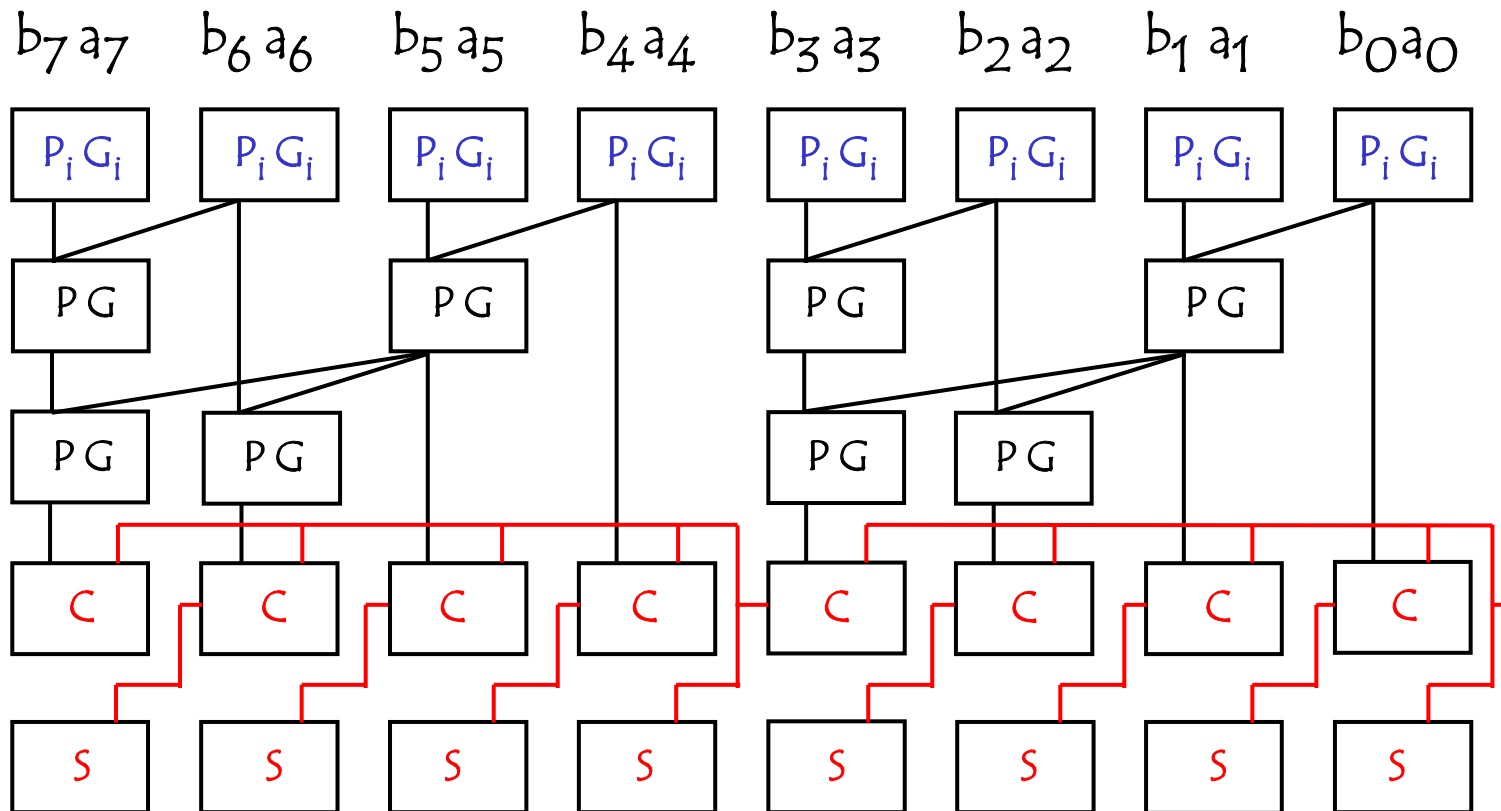 b7 a7 b6 a6 b5 a5 b4 a4 b3 a3 b2 a2 b1 a1 b0 a0
Pi Gi Pi Gi Pi Gi Pi Gi Pi Gi Pi Gi Pi Gi Pi Gi
P G P G P G P G
P G P G P G P G
C C C C C C C C
S S S S S S S S